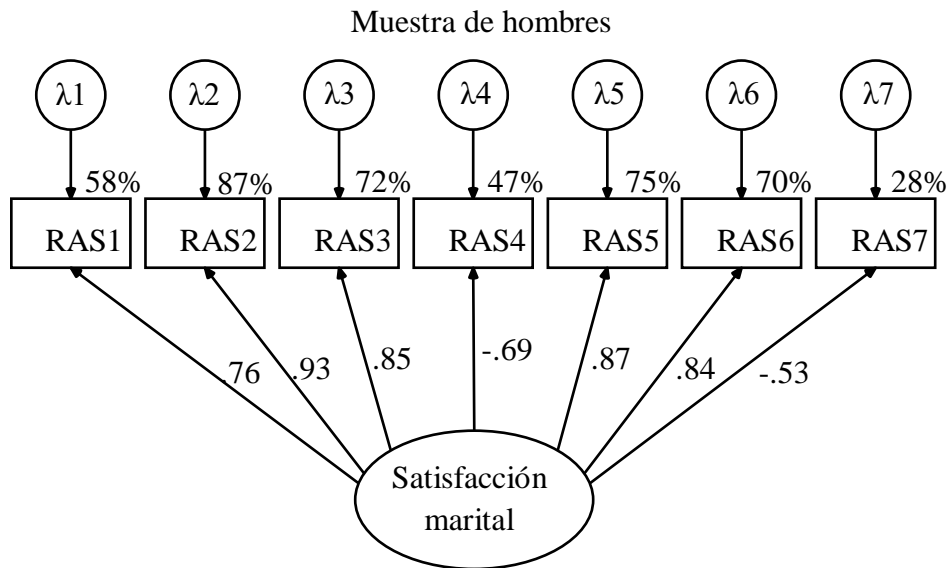 Muestra de hombres
λ1 λ2 λ3 λ4 λ5 λ6 λ7
58% 87% 72% 47% 75% 70% 28%
RAS1 RAS2 RAS3 RAS4 RAS5 RAS6 RAS7
.76 .93 .85 -.69 .87 .84 -.53
Satisfacción
marital